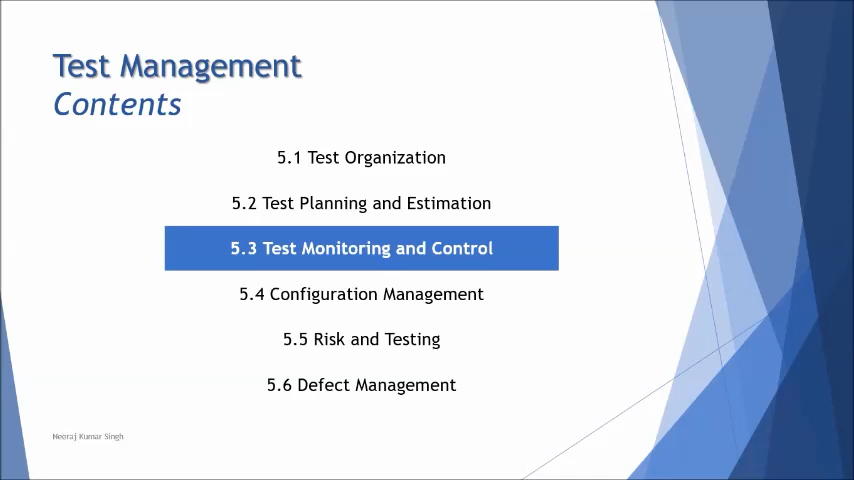 Test Management
Contents
5.1 Test Organization
5.2 Test Planning and Estimation
5.3 Test Monitoring and Control
5.4 Configuration Management
5.5 Risk and Testing
5.6 Defect Management
Neeraj Kumar Singh